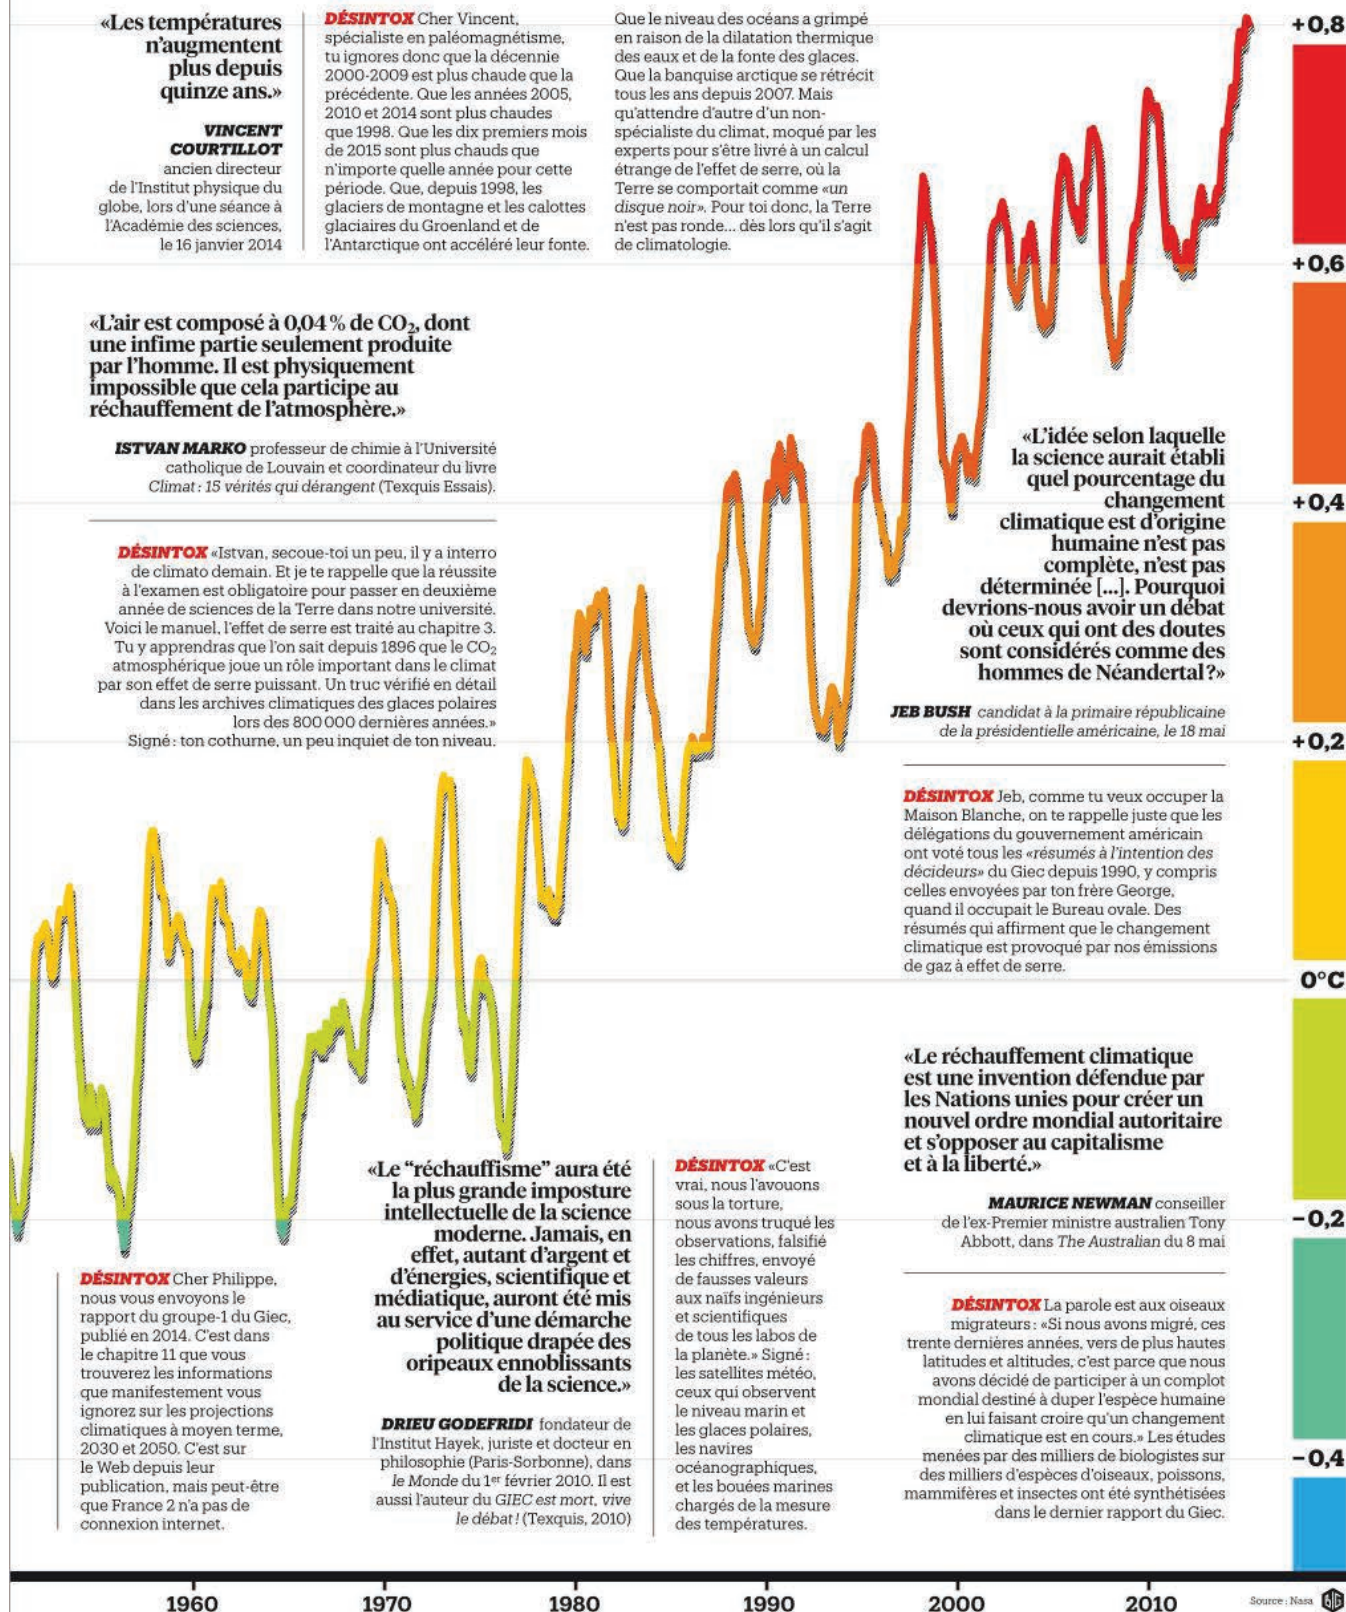 «Les températures
n’augmentent
plus depuis
quinze ans.»
VINCENT
COURTILLOT
ancien directeur
de l’Institut physique du
globe, lors d’une séance à
l’Académie des sciences,
le 16 janvier 2014
DÉSINTOX Cher Vincent,
spécialiste en paléomagnétisme,
tu ignores donc que la décennie
2000-2009 est plus chaude que la
précédente. Que les années 2005,
2010 et 2014 sont plus chaudes
que 1998. Que les dix premiers mois
de 2015 sont plus chauds que
n’importe quelle année pour cette
période. Que, depuis 1998, les
glaciers de montagne et les calottes
glaciaires du Groenland et de
l’Antarctique ont accéléré leur fonte.
Que le niveau des océans a grimpé
en raison de la dilatation thermique
des eaux et de la fonte des glaces.
Que la banquise arctique se rétrécit
tous les ans depuis 2007. Mais
qu’attendre d’autre d’un non-
spécialiste du climat, moqué par les
experts pour s’être livré à un calcul
étrange de l’effet de serre, où la
Terre se comportait comme «un
disque noir». Pour toi donc, la Terre
n’est pas ronde... dès lors qu’il s’agit
de climatologie.
«L’air est composé à 0,04 % de CO₂, dont
une infime partie seulement produite
par l’homme. Il est physiquement
impossible que cela participe au
réchauffement de l’atmosphère.»
ISTVAN MARKO professeur de chimie à l’Université
catholique de Louvain et coordinateur du livre
Climat : 15 vérités qui dérangent (Texquis Essais).
DÉSINTOX «Istvan, secoue-toi un peu, il y a interro
de climato demain. Et je te rappelle que la réussite
à l’examen est obligatoire pour passer en deuxième
année de sciences de la Terre dans notre université.
Voici le manuel, l’effet de serre est traité au chapitre 3.
Tu y apprendras que l’on sait depuis 1896 que le CO₂
atmosphérique joue un rôle important dans le climat
par son effet de serre puissant. Un truc vérifié en détail
dans les archives climatiques des glaces polaires
lors des 800 000 dernières années.»
Signé : ton cothurne, un peu inquiet de ton niveau.
«L’idée selon laquelle
la science aurait établi
quel pourcentage du
changement
climatique est d’origine
humaine n’est pas
complète, n’est pas
déterminée [...]. Pourquoi
devrions-nous avoir un débat
où ceux qui ont des doutes
sont considérés comme des
hommes de Néandertal ?»
JEB BUSH candidat à la primaire républicaine
de la présidentielle américaine, le 18 mai
DÉSINTOX Jeb, comme tu veux occuper la
Maison Blanche, on te rappelle juste que les
délégations du gouvernement américain
ont voté tous les «résumés à l’intention des
décideurs» du Giec depuis 1990, y compris
celles envoyées par ton frère George,
quand il occupait le Bureau ovale. Des
résumés qui affirment que le changement
climatique est provoqué par nos émissions
de gaz à effet de serre.
«Le réchauffement climatique
est une invention défendue par
les Nations unies pour créer un
nouvel ordre mondial autoritaire
et s’opposer au capitalisme
et à la liberté.»
MAURICE NEWMAN conseiller
de l’ex-Premier ministre australien Tony
Abbott, dans The Australian du 8 mai
DÉSINTOX La parole est aux oiseaux
migrateurs : «Si nous avons migré, ces
trente dernières années, vers de plus hautes
latitudes et altitudes, c’est parce que nous
avons décidé de participer à un complot
mondial destiné à duper l’espèce humaine
en lui faisant croire qu’un changement
climatique est en cours.» Les études
menées par des milliers de biologistes sur
des milliers d’espèces d’oiseaux, poissons,
mammifères et insectes ont été synthétisées
dans le dernier rapport du Giec.
DÉSINTOX Cher Philippe,
nous vous envoyons le
rapport du groupe-1 du Giec,
publié en 2014. C’est dans
le chapitre 11 que vous
trouverez les informations
que manifestement vous
ignorez sur les projections
climatiques à moyen terme,
2030 et 2050. C’est sur
le Web depuis leur
publication, mais peut-être
que France 2 n’a pas de
connexion internet.
«Le “réchauffisme” aura été
la plus grande imposture
intellectuelle de la science
moderne. Jamais, en
effet, autant d’argent et
d’énergies, scientifique et
médiatique, auront été mis
au service d’une démarche
politique drapée des
oripeaux ennoblissants
de la science.»
DRIEU GODEFRIDI fondateur de
l’Institut Hayek, juriste et docteur en
philosophie (Paris-Sorbonne), dans
le Monde du 1er février 2010. Il est
aussi l’auteur du GIEC est mort, vive
le débat ! (Texquis, 2010)
DÉSINTOX «C’est
vrai, nous l’avouons
sous la torture,
nous avons truqué les
observations, falsifié
les chiffres, envoyé
de fausses valeurs
aux naïfs ingénieurs
et scientifiques
de tous les labos de
la planète.» Signé :
les satellites météo,
ceux qui observent
le niveau marin et
les glaces polaires,
les navires
océanographiques,
et les bouées marines
chargés de la mesure
des températures.
+0,8
+0,6
+0,4
+0,2
0°C
−0,2
−0,4
1960
1970
1980
1990
2000
2010
Source : Nasa
BIG